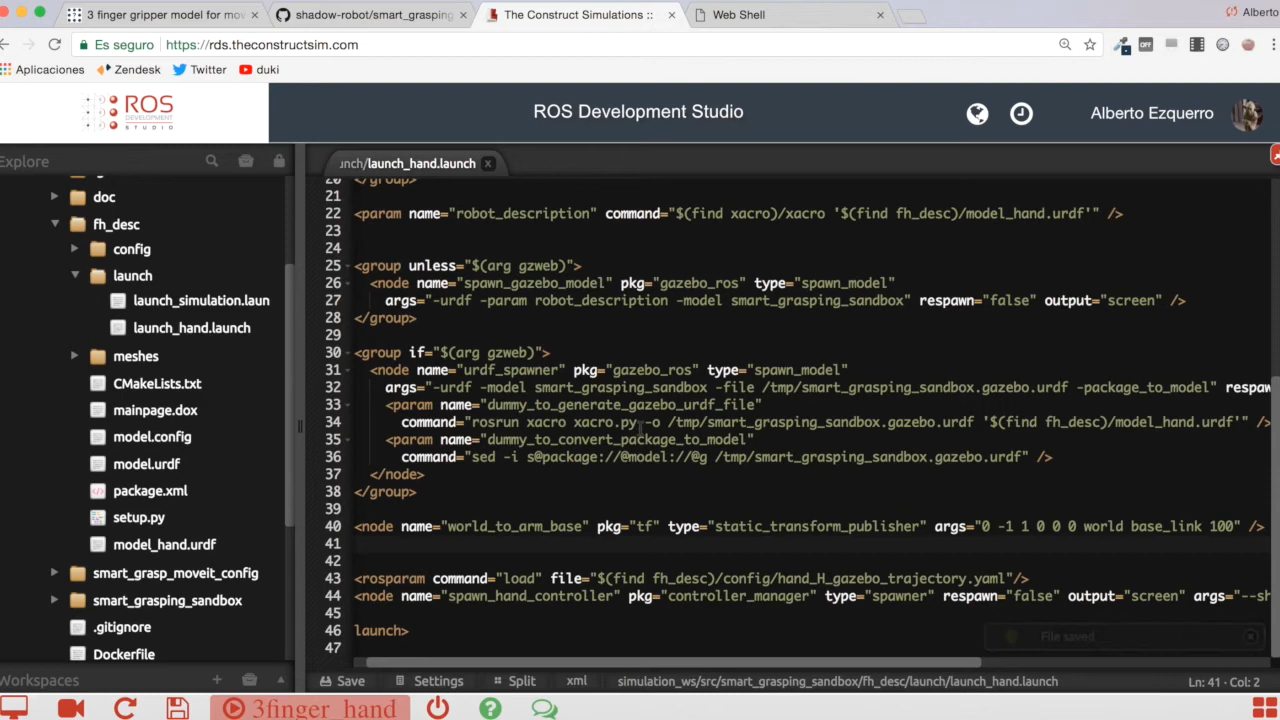 3 finger gripper model for mov
shadow-robot/smart_grasping
The Construct Simulations ::
Web Shell
Alberto
Es seguro
https://rds.theconstructsim.com
OFF
Aplicaciones
Zendesk
Twitter
duki
ROS
DEVELOPMENT
STUDIO
ROS Development Studio
Alberto Ezquerro
Explore
unch/launch_hand.launch
doc
fh_desc
config
launch
launch_simulation.laun
launch_hand.launch
meshes
CMakeLists.txt
mainpage.dox
model.config
model.urdf
package.xml
setup.py
model_hand.urdf
smart_grasp_moveit_config
smart_grasping_sandbox
.gitignore
Dockerfile
Workspaces
20 </group>
21
22 <param name="robot_description" command="$(find xacro)/xacro '$(find fh_desc)/model_hand.urdf'" />
23
24
25 <group unless="$(arg gzweb)">
26 <node name="spawn_gazebo_model" pkg="gazebo_ros" type="spawn_model"
27 args="-urdf -param robot_description -model smart_grasping_sandbox" respawn="false" output="screen" />
28 </group>
29
30 <group if="$(arg gzweb)">
31 <node name="urdf_spawner" pkg="gazebo_ros" type="spawn_model"
32 args="-urdf -model smart_grasping_sandbox -file /tmp/smart_grasping_sandbox.gazebo.urdf -package_to_model" respaw
33 <param name="dummy_to_generate_gazebo_urdf_file"
34 command="rosrun xacro xacro.py -o /tmp/smart_grasping_sandbox.gazebo.urdf '$(find fh_desc)/model_hand.urdf'" />
35 <param name="dummy_to_convert_package_to_model"
36 command="sed -i s@package://@model://@g /tmp/smart_grasping_sandbox.gazebo.urdf" />
37 </node>
38 </group>
39
40 <node name="world_to_arm_base" pkg="tf" type="static_transform_publisher" args="0 -1 1 0 0 0 world base_link 100" />
41
42
43 <rosparam command="load" file="$(find fh_desc)/config/hand_H_gazebo_trajectory.yaml"/>
44 <node name="spawn_hand_controller" pkg="controller_manager" type="spawner" respawn="false" output="screen" args="--sh
45
46 launch>
47
File saved
Save
Settings
Split
xml
simulation_ws/src/smart_grasping_sandbox/fh_desc/launch/launch_hand.launch
Ln: 41 - Col: 2
3finger_hand